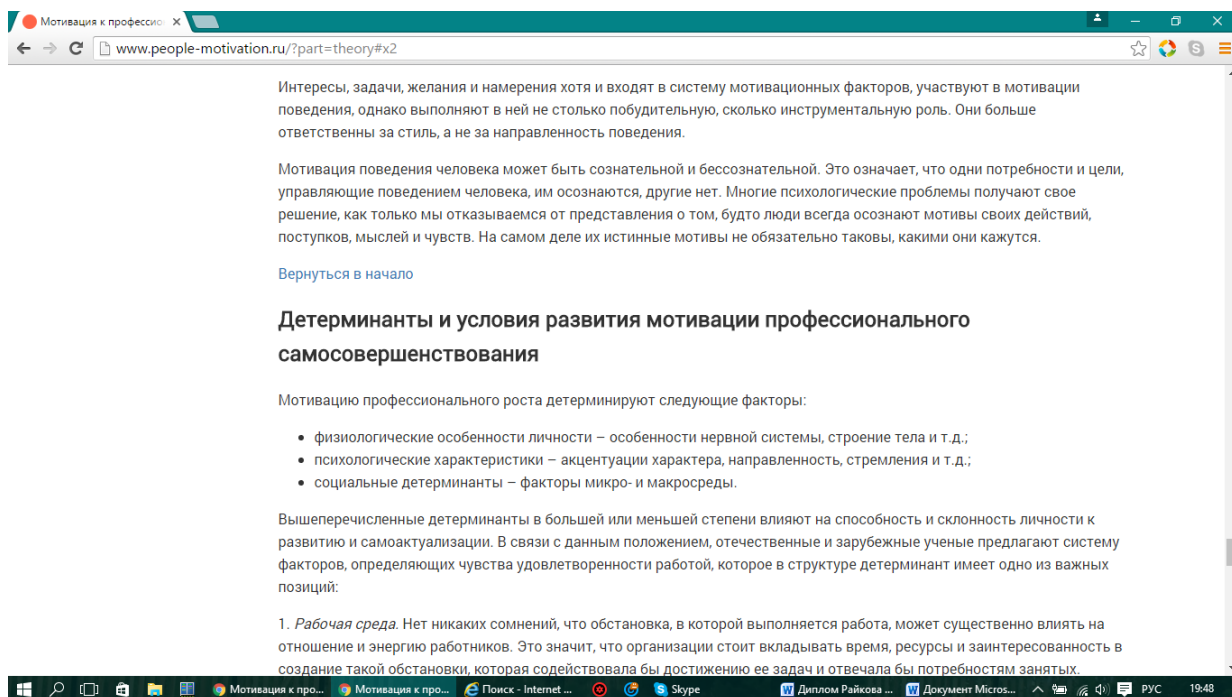 Мотивация к профессио
www.people-motivation.ru/?part=theory#x2
Интересы, задачи, желания и намерения хотя и входят в систему мотивационных факторов, участвуют в мотивации
поведения, однако выполняют в ней не столько побудительную, сколько инструментальную роль. Они больше
ответственны за стиль, а не за направленность поведения.
Мотивация поведения человека может быть сознательной и бессознательной. Это означает, что одни потребности и цели,
управляющие поведением человека, им осознаются, другие нет. Многие психологические проблемы получают свое
решение, как только мы отказываемся от представления о том, будто люди всегда осознают мотивы своих действий,
поступков, мыслей и чувств. На самом деле их истинные мотивы не обязательно таковы, какими они кажутся.
Вернуться в начало
Детерминанты и условия развития мотивации профессионального
самосовершенствования
Мотивацию профессионального роста детерминируют следующие факторы:
• физиологические особенности личности – особенности нервной системы, строение тела и т.д.;
• психологические характеристики – акцентуации характера, направленность, стремления и т.д.;
• социальные детерминанты – факторы микро- и макросреды.
Вышеперечисленные детерминанты в большей или меньшей степени влияют на способность и склонность личности к
развитию и самоактуализации. В связи с данным положением, отечественные и зарубежные ученые предлагают систему
факторов, определяющих чувства удовлетворенности работой, которое в структуре детерминант имеет одно из важных
позиций:
1. Рабочая среда. Нет никаких сомнений, что обстановка, в которой выполняется работа, может существенно влиять на
отношение и энергию работников. Это значит, что организации стоит вкладывать время, ресурсы и заинтересованность в
создание такой обстановки, которая содействовала бы достижению ее задач и отвечала бы потребностям занятых.
Мотивация к про... Мотивация к про... Поиск - Internet ... Skype Диплом Райкова ... Документ Micros... РУС 19:48